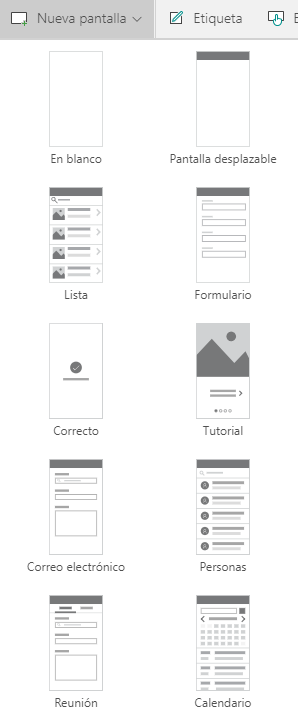 Nueva pantalla
Etiqueta
En blanco
Pantalla desplazable
Lista
Formulario
Correcto
Tutorial
Correo electrónico
Personas
Reunión
Calendario